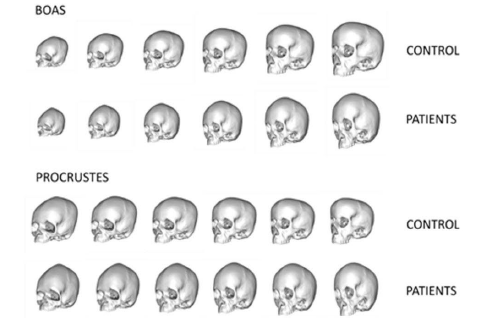 BOAS
CONTROL
PATIENTS
PROCRUSTES
CONTROL
PATIENTS